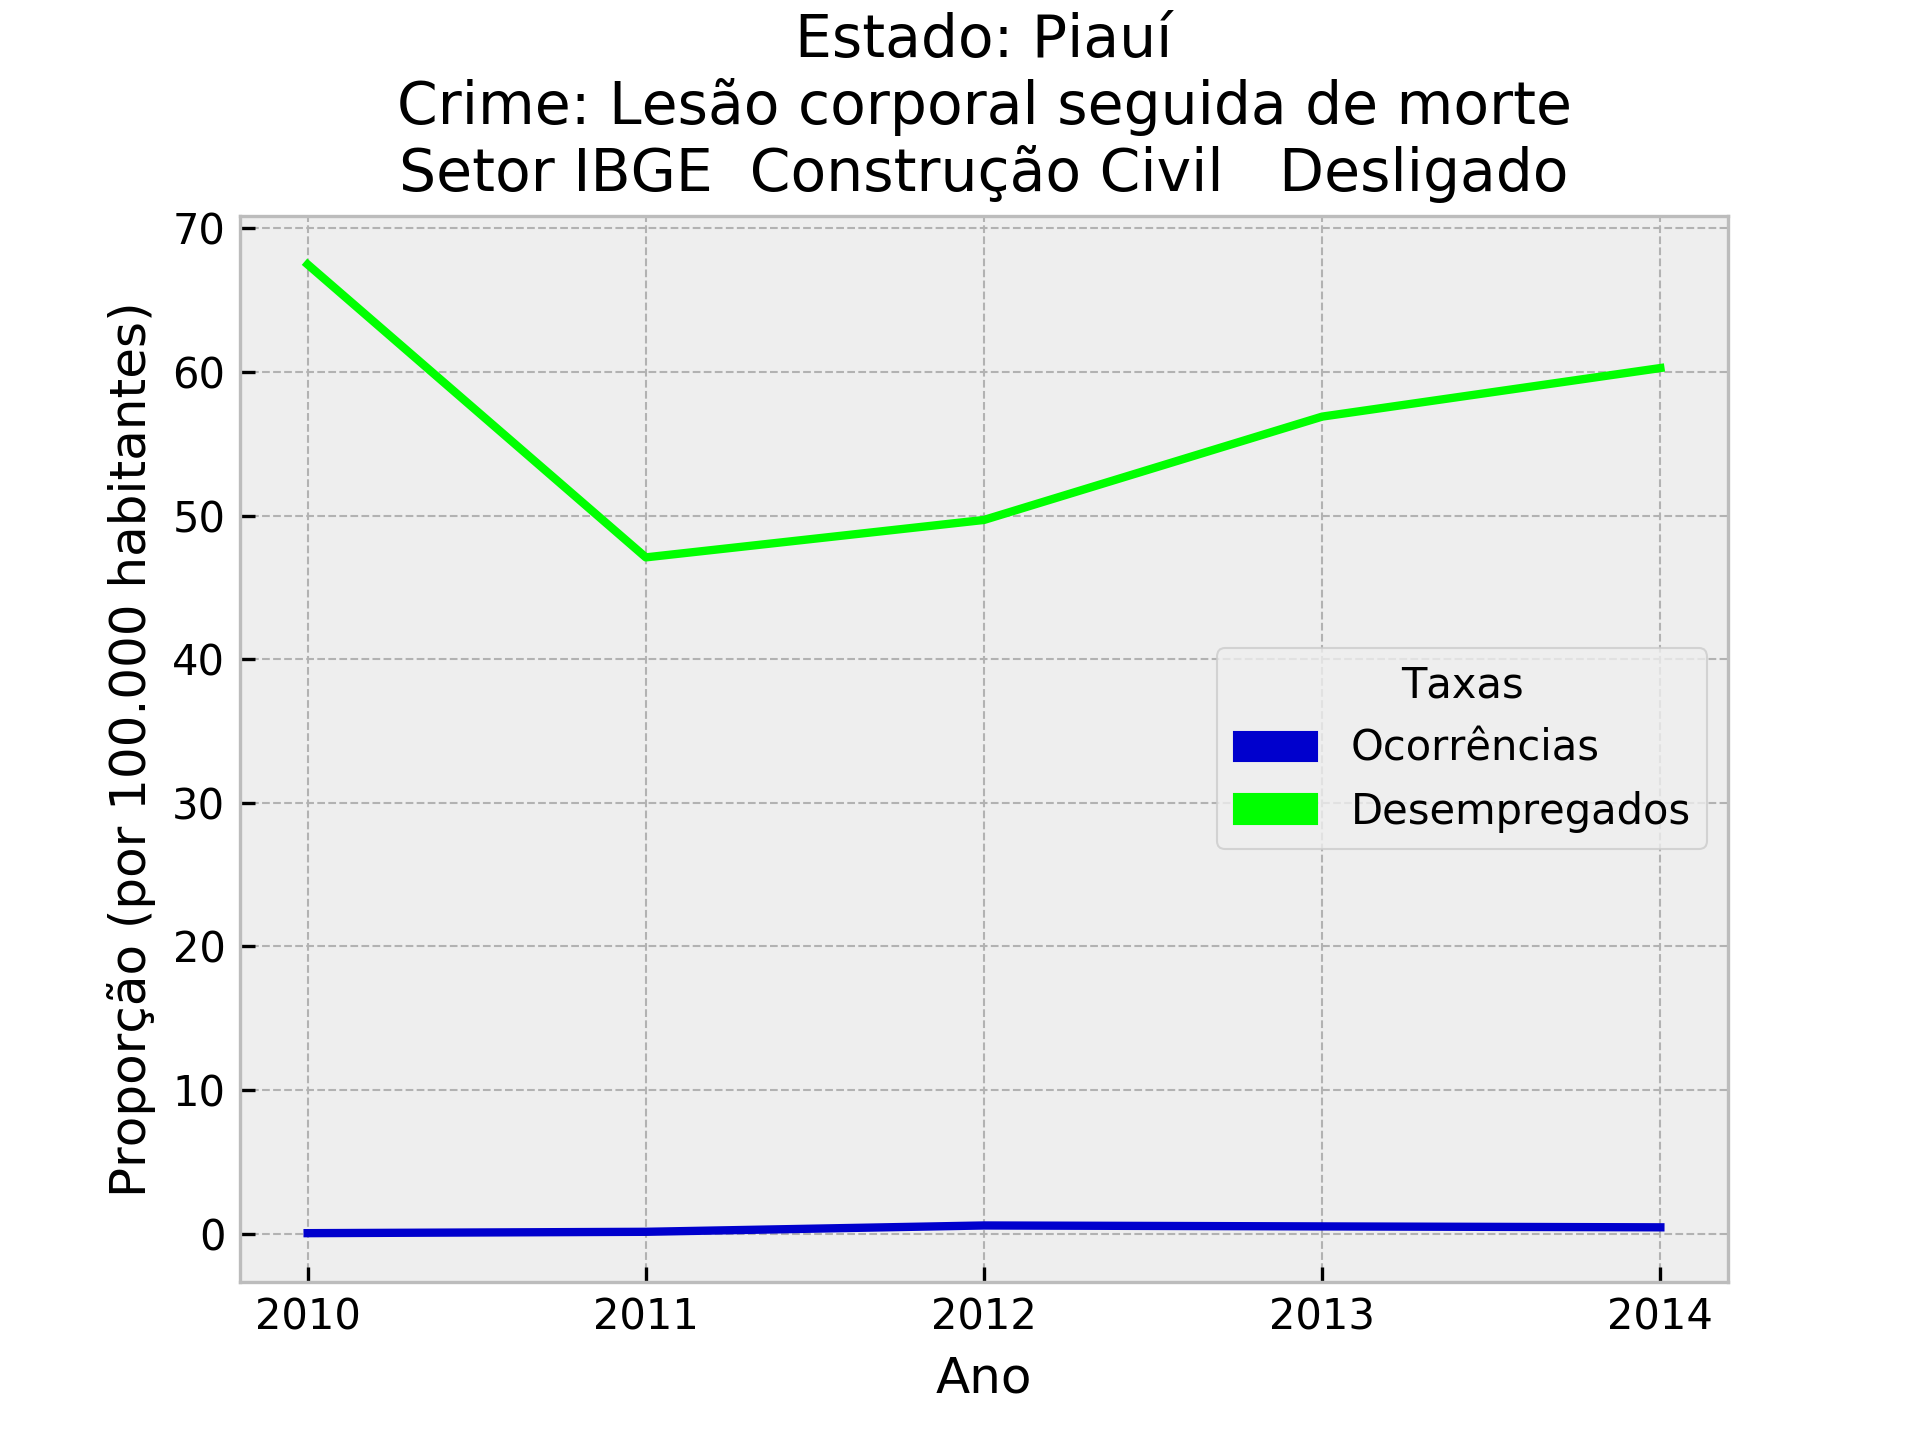 Estado: Piauí
Crime: Lesão corporal seguida de morte
Setor IBGE  Construção Civil   Desligado
Proporção (por 100.000 habitantes)
70
60
50
40
30
20
10
0
Taxas
Ocorrências
Desempregados
2010 2011 2012 2013 2014
Ano